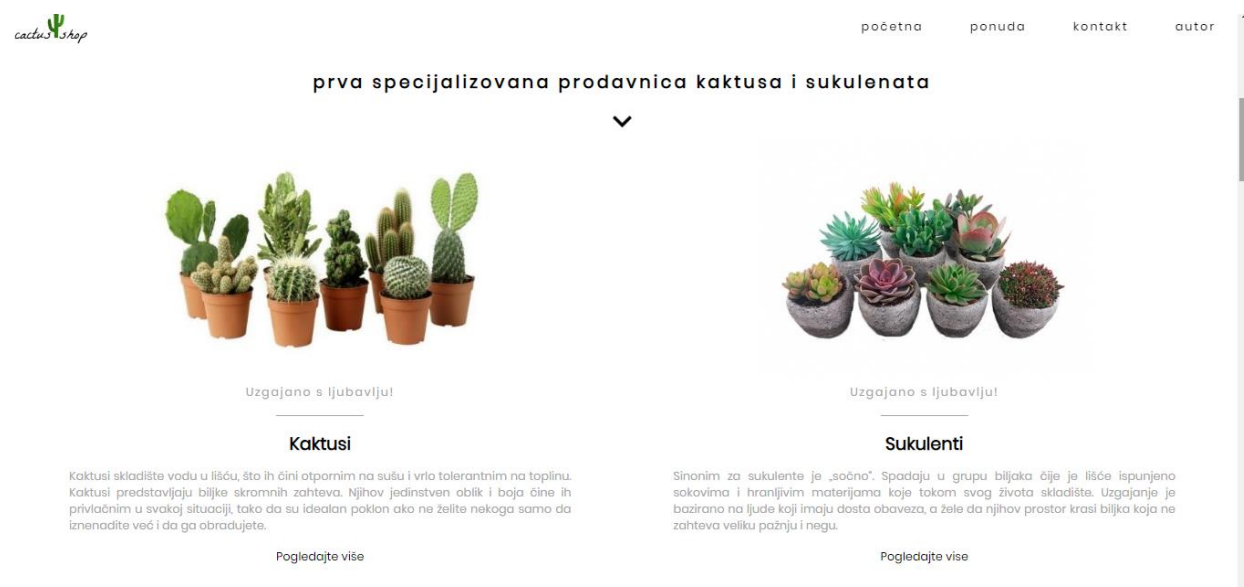 cactus shop
početna ponuda kontakt autor
prva specijalizovana prodavnica kaktusa i sukulenata
Uzgajano s ljubavlju!
Kaktusi
Kaktusi skladište vodu u lišću, što ih čini otpornim na sušu i vrlo tolerantnim na toplinu.
Kaktusi predstavljaju biljke skromnih zahteva. Njihov jedinstven oblik i boja čine ih
privlačnim u svakoj situaciji, tako da su idealan poklon ako ne želite nekoga samo da
iznenadite već i da ga obradujete.
Pogledajte više
Uzgajano s ljubavlju!
Sukulenti
Sinonim za sukulente je „sočno". Spadaju u grupu biljaka čije je lišće ispunjeno
sokovima i hranljivim materijama koje tokom svog života skladište. Uzgajanje je
bazirano na ljude koji imaju dosta obaveza, a žele da njihov prostor krasi biljka koja ne
zahteva veliku pažnju i negu.
Pogledajte vise